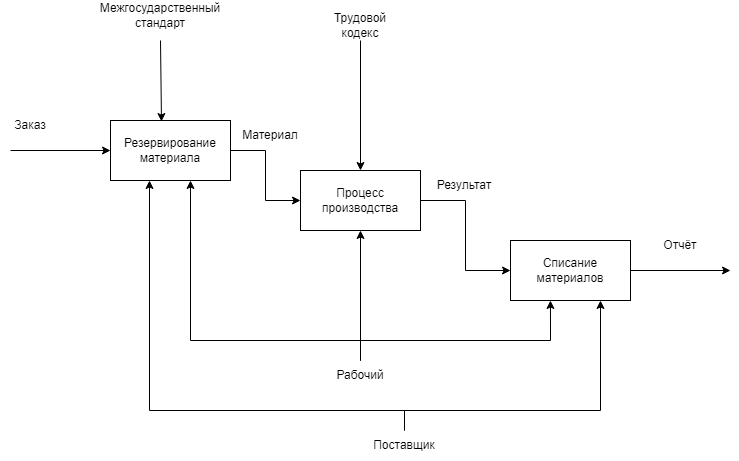 Межгосударственный
стандарт
Трудовой
кодекс
Заказ
Резервирование
материала
Материал
Процесс
производства
Результат
Списание
материалов
Отчёт
Рабочий
Поставщик